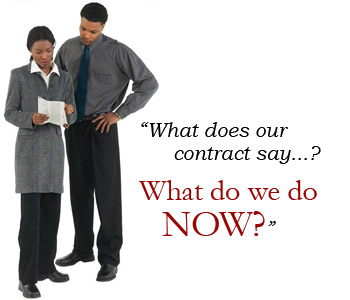 “What does our
contract say...?
What do we do
NOW?”